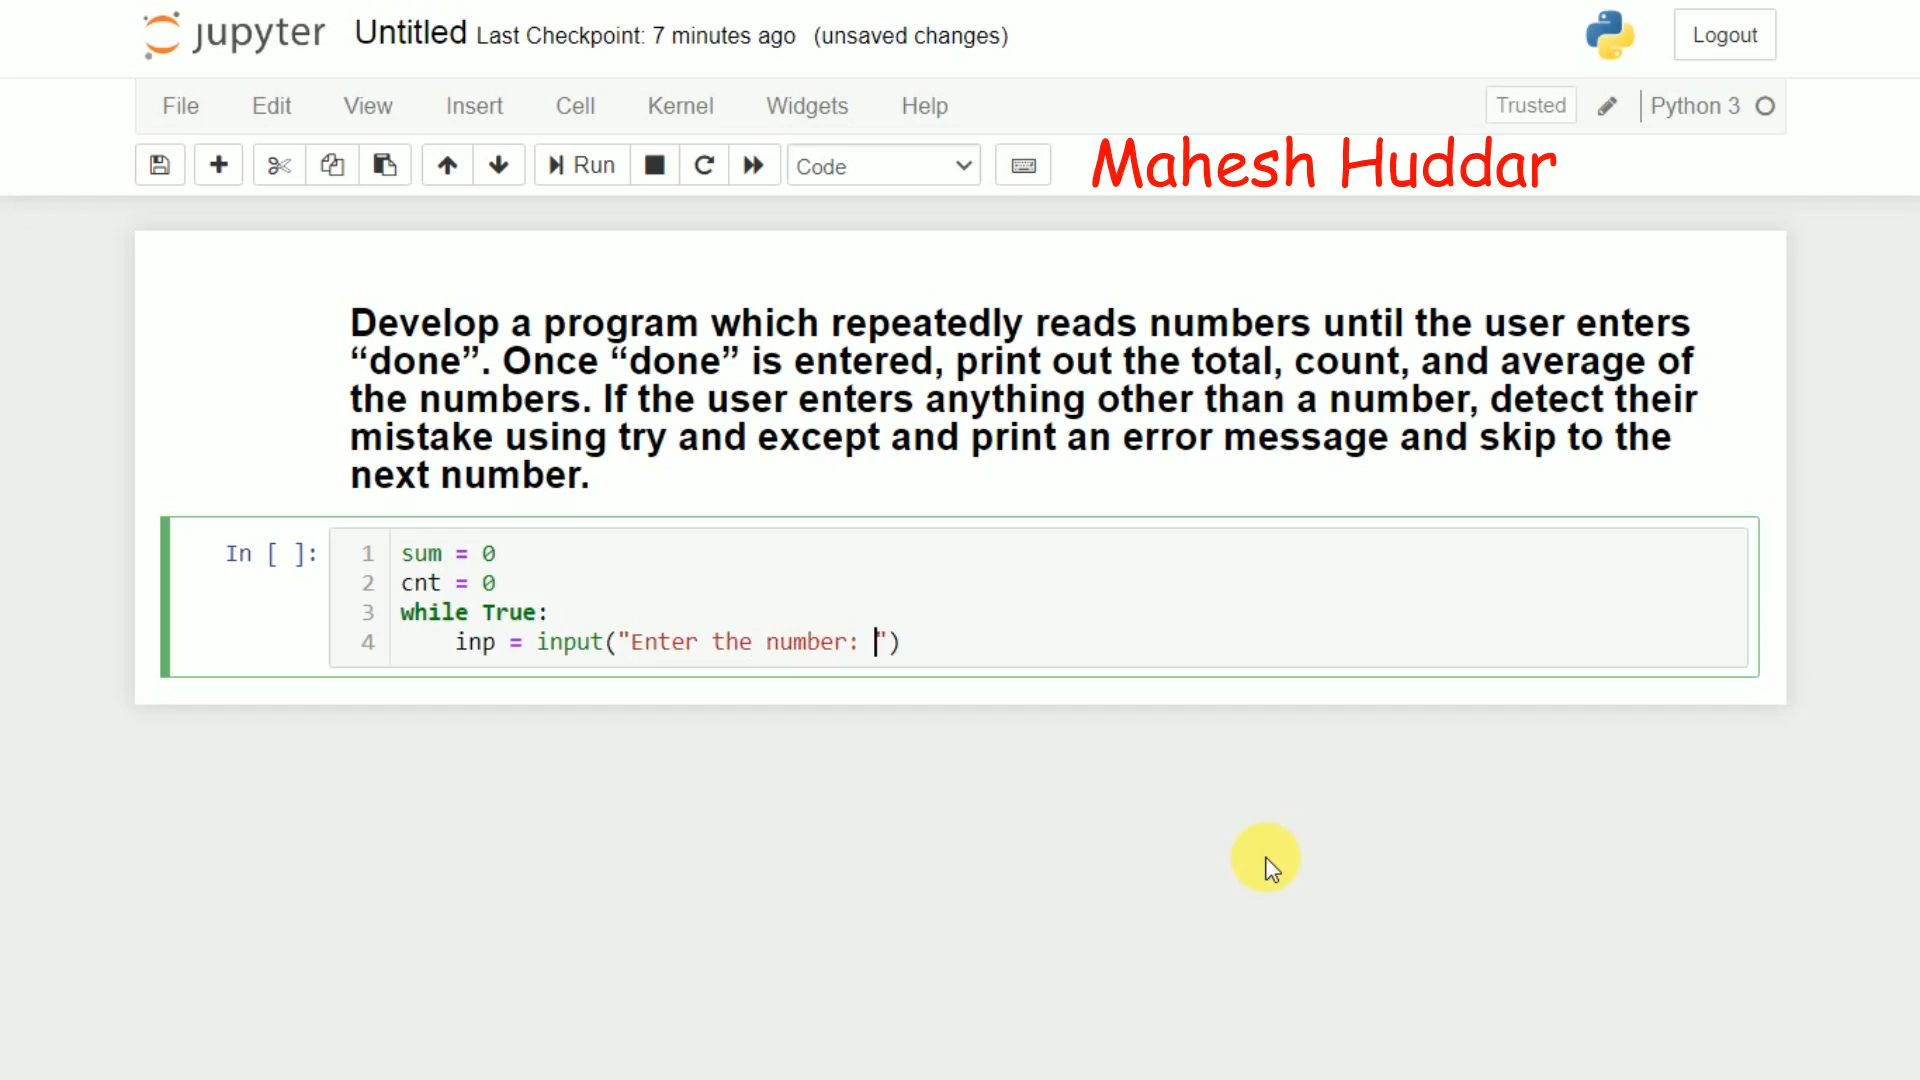 jupyter Untitled Last Checkpoint: 7 minutes ago (unsaved changes) Logout
File Edit View Insert Cell Kernel Widgets Help Trusted Python 3
Run Code Mahesh Huddar
Develop a program which repeatedly reads numbers until the user enters
“done”. Once “done” is entered, print out the total, count, and average of
the numbers. If the user enters anything other than a number, detect their
mistake using try and except and print an error message and skip to the
next number.
In [ ]: 1 sum = 0
2 cnt = 0
3 while True:
4 inp = input("Enter the number: ")